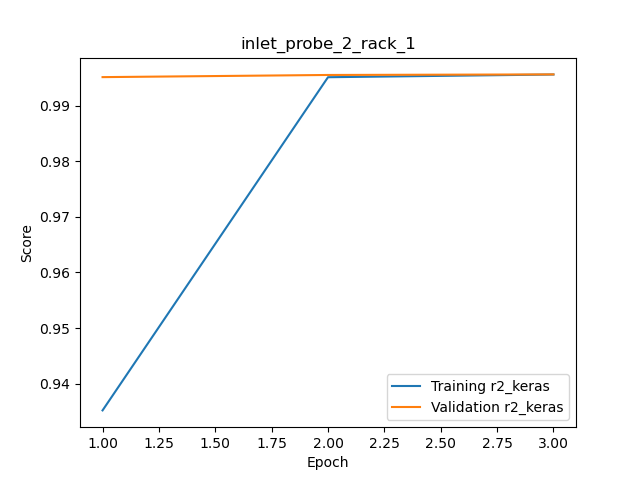 inlet_probe_2_rack_1
Score
0.99
0.98
0.97
0.96
0.95
0.94
Training r2_keras
Validation r2_keras
1.00 1.25 1.50 1.75 2.00 2.25 2.50 2.75 3.00
Epoch